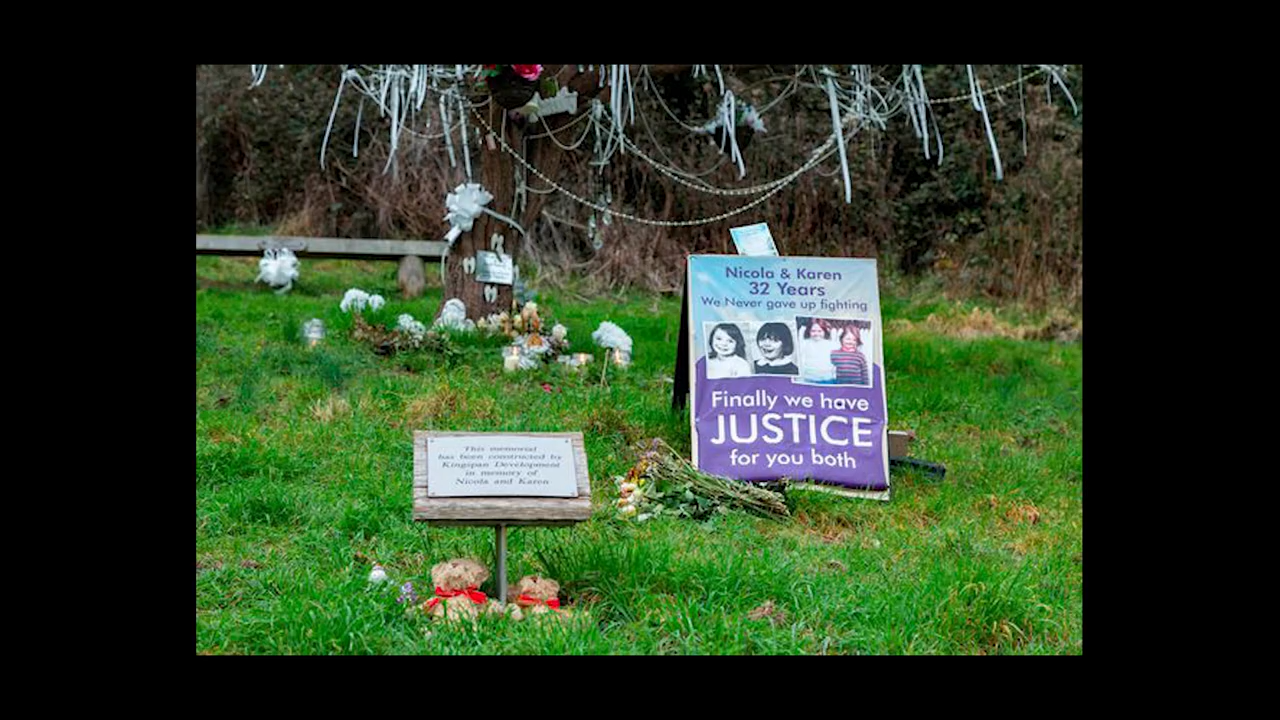 Nicola & Karen
32 Years
We Never gave up fighting
Finally we have
JUSTICE
for you both
This memorial
has been constructed by
Kingspan Development
in memory of
Nicola and Karen